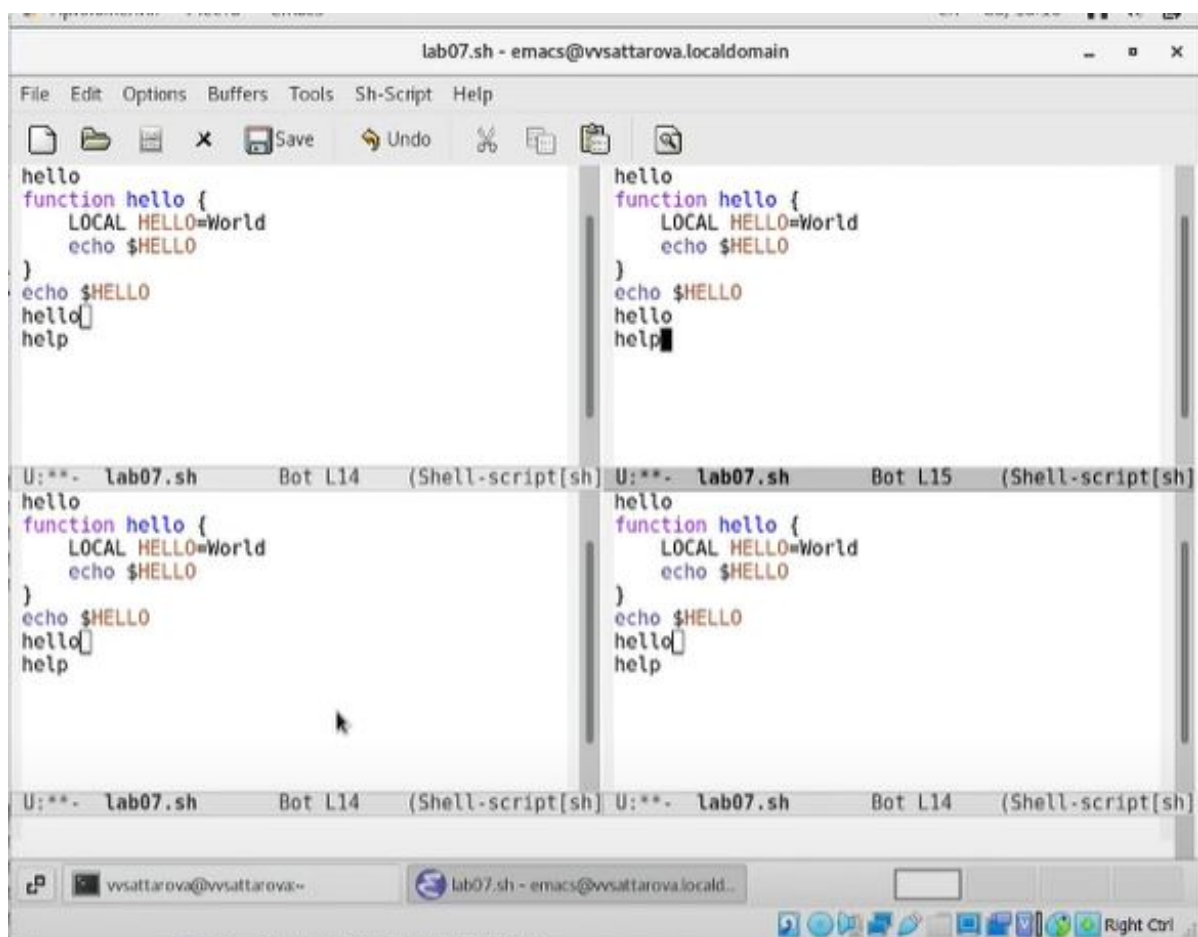 lab07.sh - emacs@vvsattarova.localdomain
File Edit Options Buffers Tools Sh-Script Help
Save Undo
hello
function hello {
    LOCAL HELLO=World
    echo $HELLO
}
echo $HELLO
hello
help
U:**- lab07.sh Bot L14 (Shell-script[sh]
hello
function hello {
    LOCAL HELLO=World
    echo $HELLO
}
echo $HELLO
hello
help
U:**- lab07.sh Bot L15 (Shell-script[sh]
hello
function hello {
    LOCAL HELLO=World
    echo $HELLO
}
echo $HELLO
hello
help
U:**- lab07.sh Bot L14 (Shell-script[sh]
hello
function hello {
    LOCAL HELLO=World
    echo $HELLO
}
echo $HELLO
hello
help
U:**- lab07.sh Bot L14 (Shell-script[sh]
vvsattarova@vvsattarova:~
lab07.sh - emacs@vvsattarova.locald...
Right Ctrl